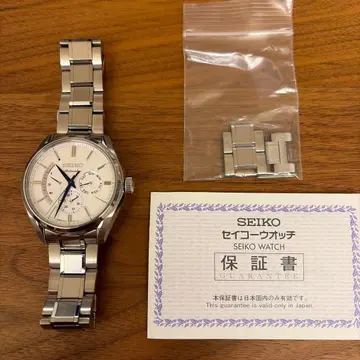 SEIKO
SEIKO
セイコーウオッチ
SEIKO WATCH
保証書
GUARANTEE
本保証書は日本国内のみ有効です。
This guarantee is valid only in Japan.